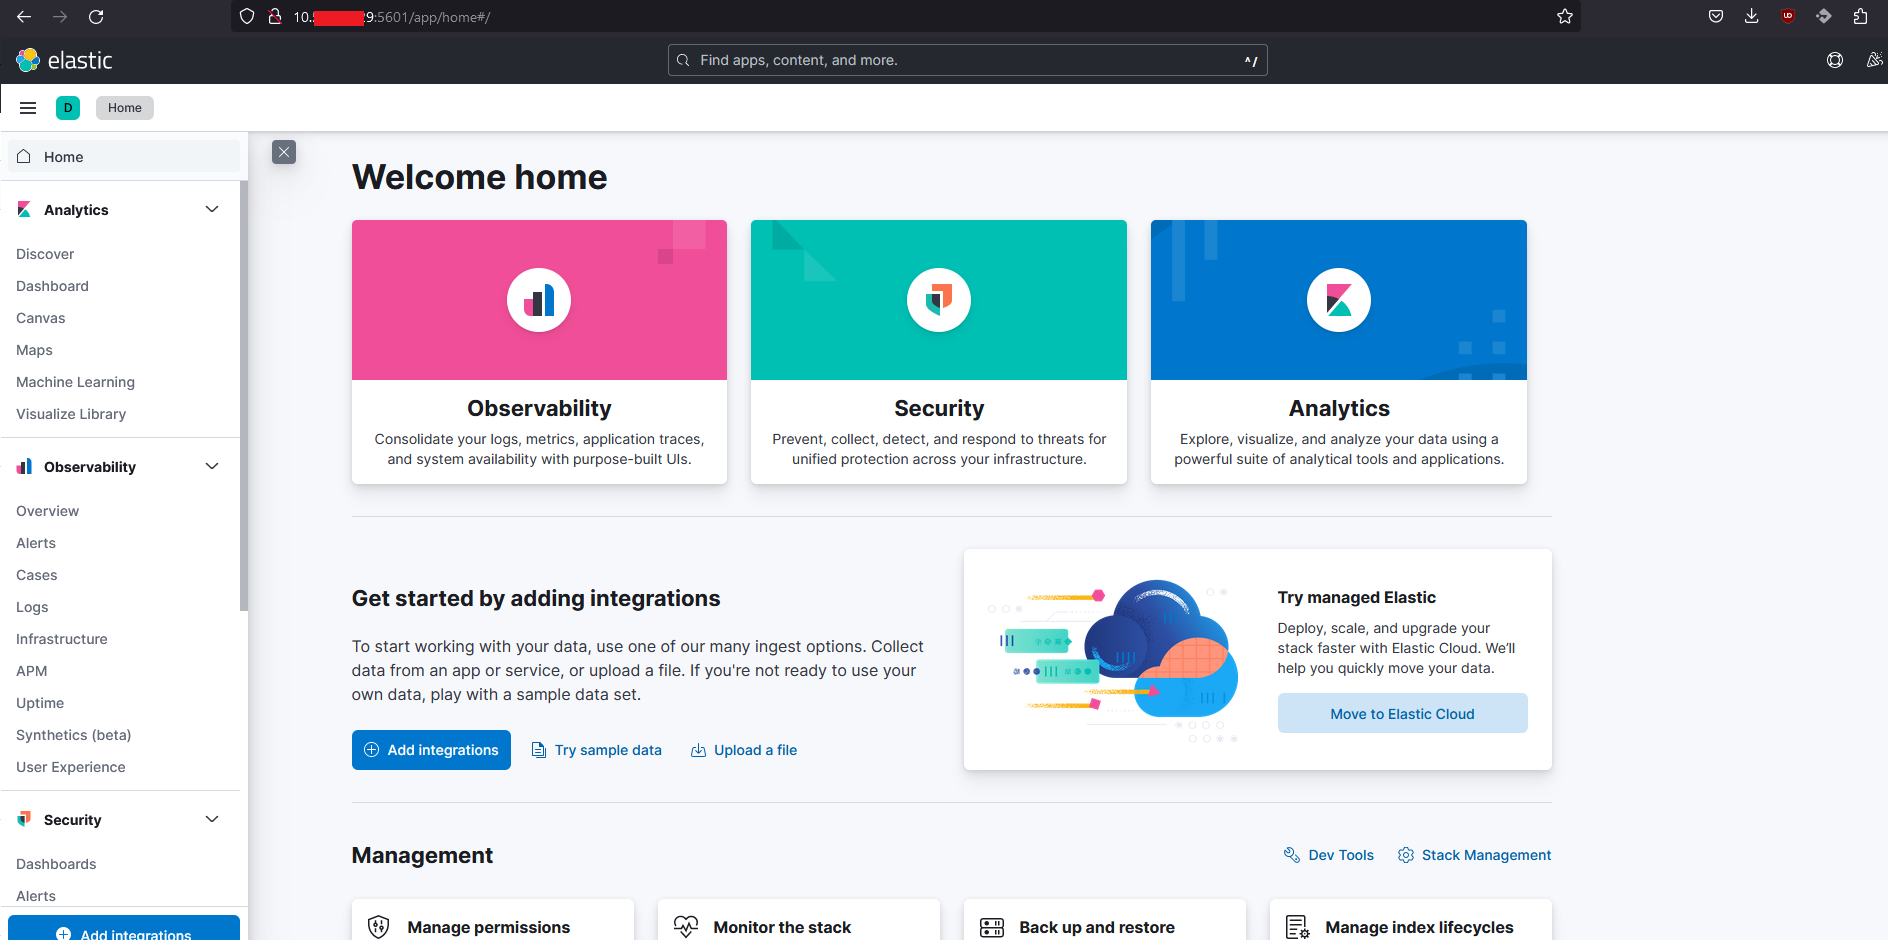 10. 29:5601/app/home#/
elastic
Find apps, content, and more.
^/
D
Home
Home
Analytics
Discover
Dashboard
Canvas
Maps
Machine Learning
Visualize Library
Observability
Overview
Alerts
Cases
Logs
Infrastructure
APM
Uptime
Synthetics (beta)
User Experience
Security
Dashboards
Alerts
Add integrations
Welcome home
Observability
Consolidate your logs, metrics, application traces,
and system availability with purpose-built UIs.
Security
Prevent, collect, detect, and respond to threats for
unified protection across your infrastructure.
Analytics
Explore, visualize, and analyze your data using a
powerful suite of analytical tools and applications.
Get started by adding integrations
To start working with your data, use one of our many ingest options. Collect
data from an app or service, or upload a file. If you're not ready to use your
own data, play with a sample data set.
Add integrations
Try sample data
Upload a file
Try managed Elastic
Deploy, scale, and upgrade your
stack faster with Elastic Cloud. We’ll
help you quickly move your data.
Move to Elastic Cloud
Management
Dev Tools
Stack Management
Manage permissions
Monitor the stack
Back up and restore
Manage index lifecycles